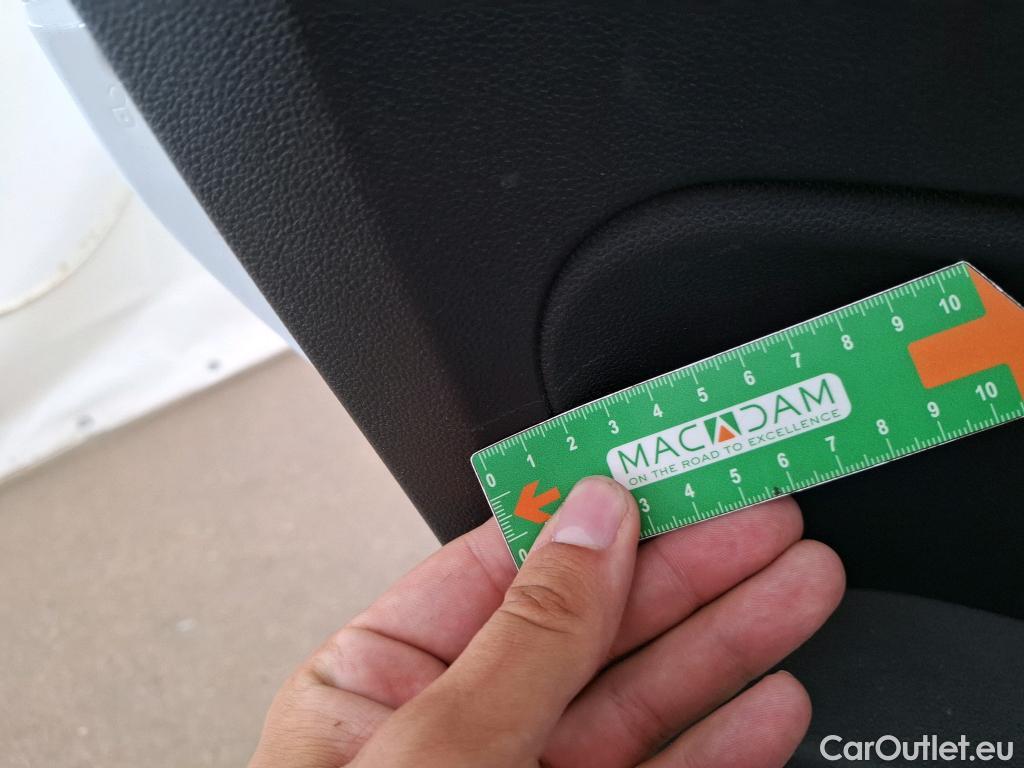 0 1 2 3 4 5 6 7 8 9 10
MACADAM
ON THE ROAD TO EXCELLENCE
0 3 4 5 6 7 8 9 10
CarOutlet.eu